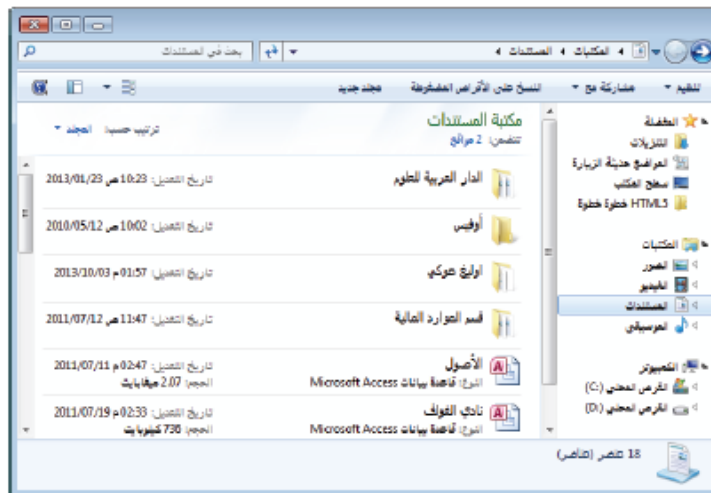 المكتبات
المستندات
بحث في المستندات
تنظيم
مشاركة مع
النسخ على الأقراص المضغوطة
مجلد جديد
المفضلة
التنزيلات
المواضع حديثة الزيارة
سطح المكتب
HTML5 خطوة خطوة
المكتبات
الصور
الفيديو
المستندات
الموسيقى
الكمبيوتر
القرص المحلي (C:)
القرص المحلي (D:)
مكتبة المستندات
تتضمن: 2 مواقع
ترتيب حسب: المجلد
الدار العربية للعلوم
تاريخ التعديل: 10:23 ص 2013/01/23
أوفيس
تاريخ التعديل: 10:02 ص 2010/05/12
تاريخ التعديل: 01:57 م 2013/10/03
قسم الموارد المالية
تاريخ التعديل: 11:47 ص 2011/07/12
الأصول
تاريخ التعديل: 02:47 م 2011/07/11
النوع: قاعدة بيانات Microsoft Access
الحجم: 2.07 ميغابايت
نادي الغولف
تاريخ التعديل: 02:33 م 2011/07/19
النوع: قاعدة بيانات Microsoft Access
الحجم: 736 كيلوبايت
18 عنصر (عناصر)